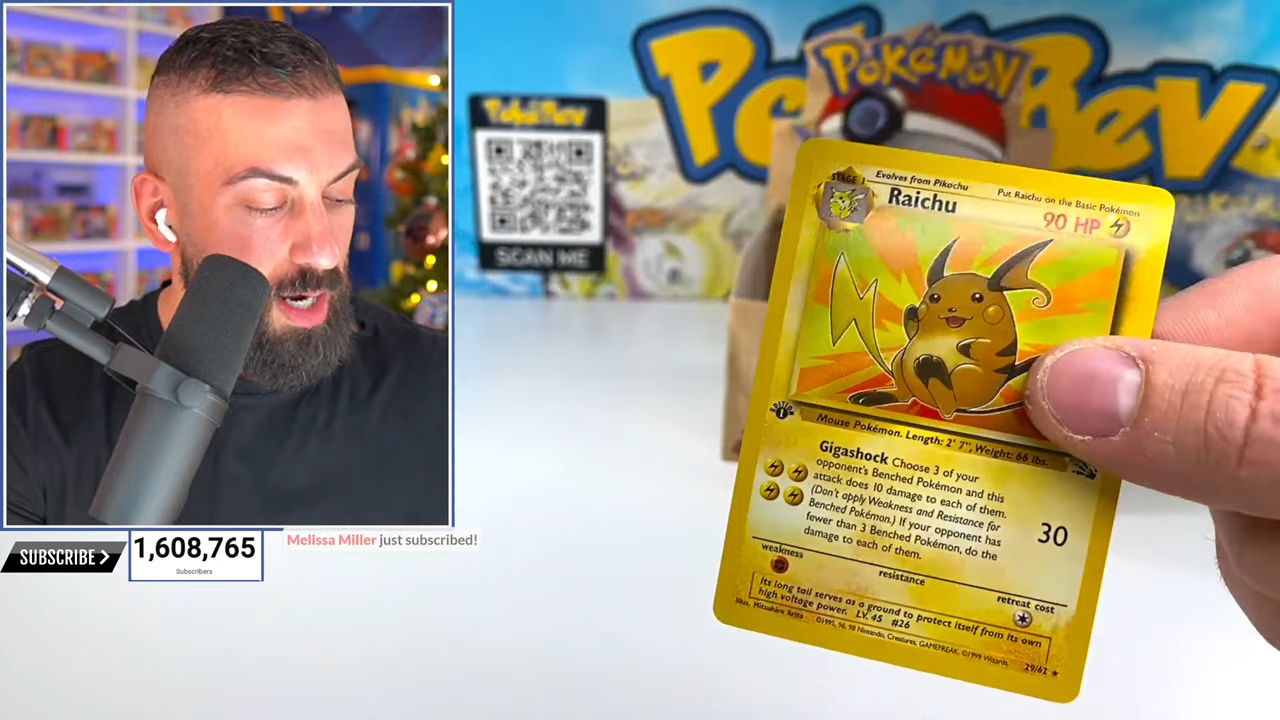 PokéRev
Pokémon
PokéRev
SCAN ME
STAGE 1
Evolves from Pikachu
Put Raichu on the Basic Pokémon
Raichu
90 HP
EDITION
1
Mouse Pokémon. Length: 2' 7", Weight: 66 lbs.
Gigashock Choose 3 of your
opponent's Benched Pokémon and this
attack does 10 damage to each of them.
(Don't apply Weakness and Resistance for
Benched Pokémon.) If your opponent has
fewer than 3 Benched Pokémon, do the
damage to each of them.
30
weakness
resistance
retreat cost
Its long tail serves as a ground to protect itself from its own
high voltage power. LV. 45 #26
Illus. Mitsuhiro Arita
©1995, 96, 98 Nintendo, Creatures, GAMEFREAK. ©1999 Wizards.
29/62 ★
SUBSCRIBE >
1,608,765
Subscribers
Melissa Miller just subscribed!